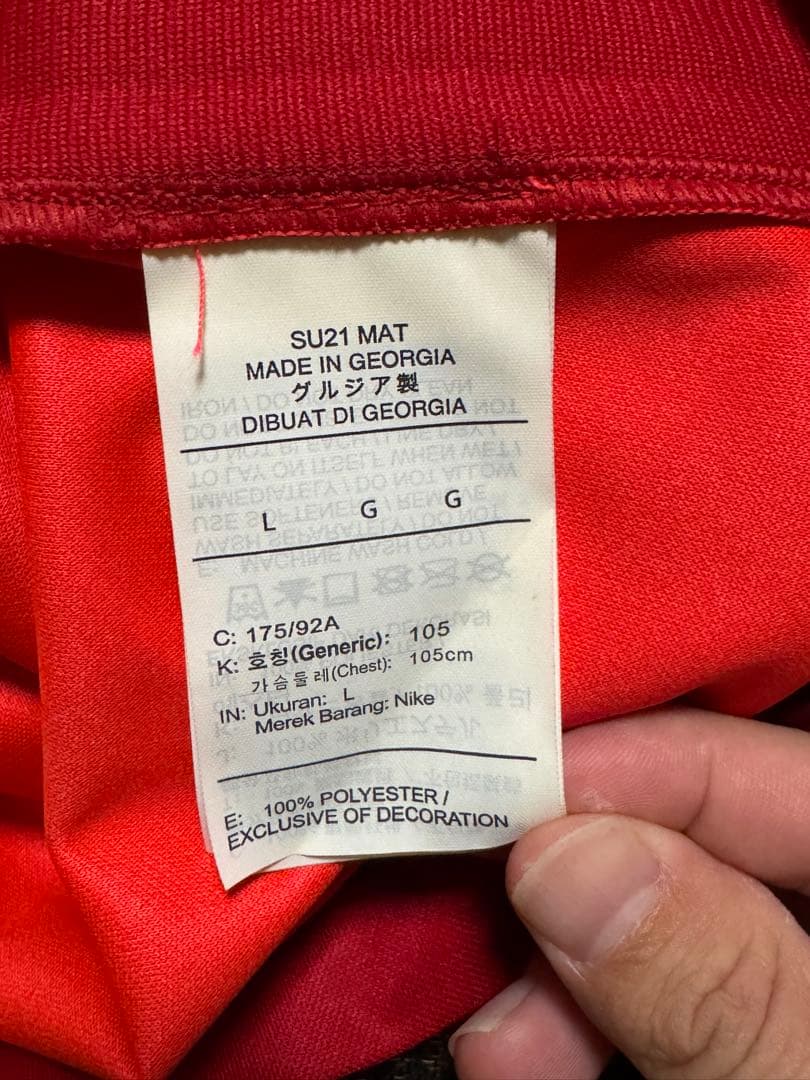 SU21 MAT
MADE IN GEORGIA
グルジア製
DIBUAT DI GEORGIA
L G G
C: 175/92A
K: 호칭(Generic): 105
가슴둘레(Chest): 105cm
IN: Ukuran: L
Merek Barang: Nike
E: 100% POLYESTER /
EXCLUSIVE OF DECORATION